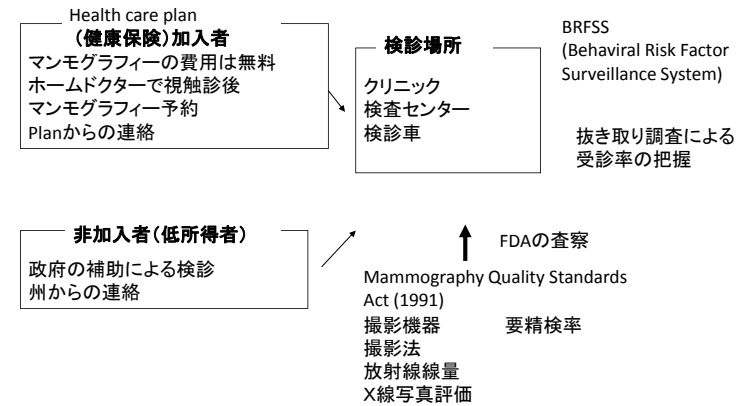 Health care plan
(健康保険)加入者
マンモグラフィーの費用は無料
ホームドクターで視触診後
マンモグラフィー予約
Planからの連絡
検診場所
クリニック
検査センター
検診車
BRFSS
(Behaviral Risk Factor
Surveillance System)
抜き取り調査による
受診率の把握
非加入者(低所得者)
政府の補助による検診
州からの連絡
FDAの査察
Mammography Quality Standards
Act (1991)
撮影機器 要精検率
撮影法
放射線線量
X線写真評価